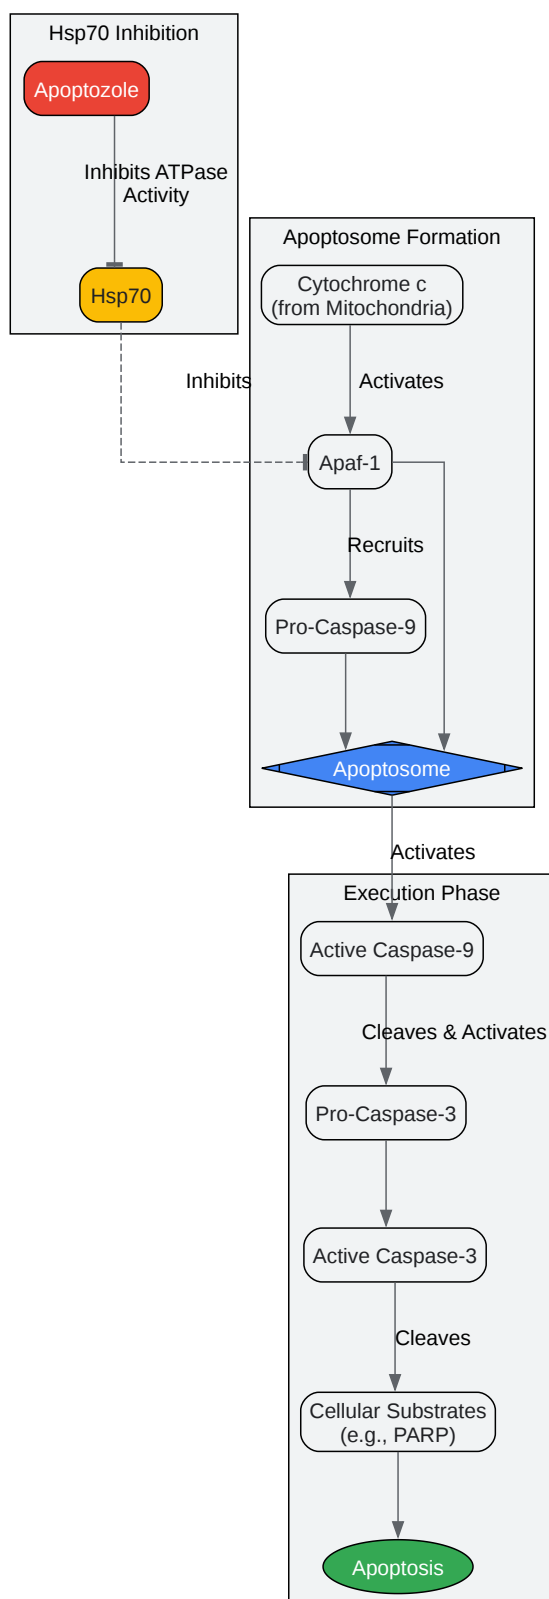 Hsp70 Inhibition
Apoptozole
Inhibits ATPase
Activity
Hsp70
Inhibits
Apoptosome Formation
Cytochrome c
(from Mitochondria)
Activates
Apaf-1
Recruits
Pro-Caspase-9
Apoptosome
Activates
Execution Phase
Active Caspase-9
Cleaves & Activates
Pro-Caspase-3
Active Caspase-3
Cleaves
Cellular Substrates
(e.g., PARP)
Apoptosis